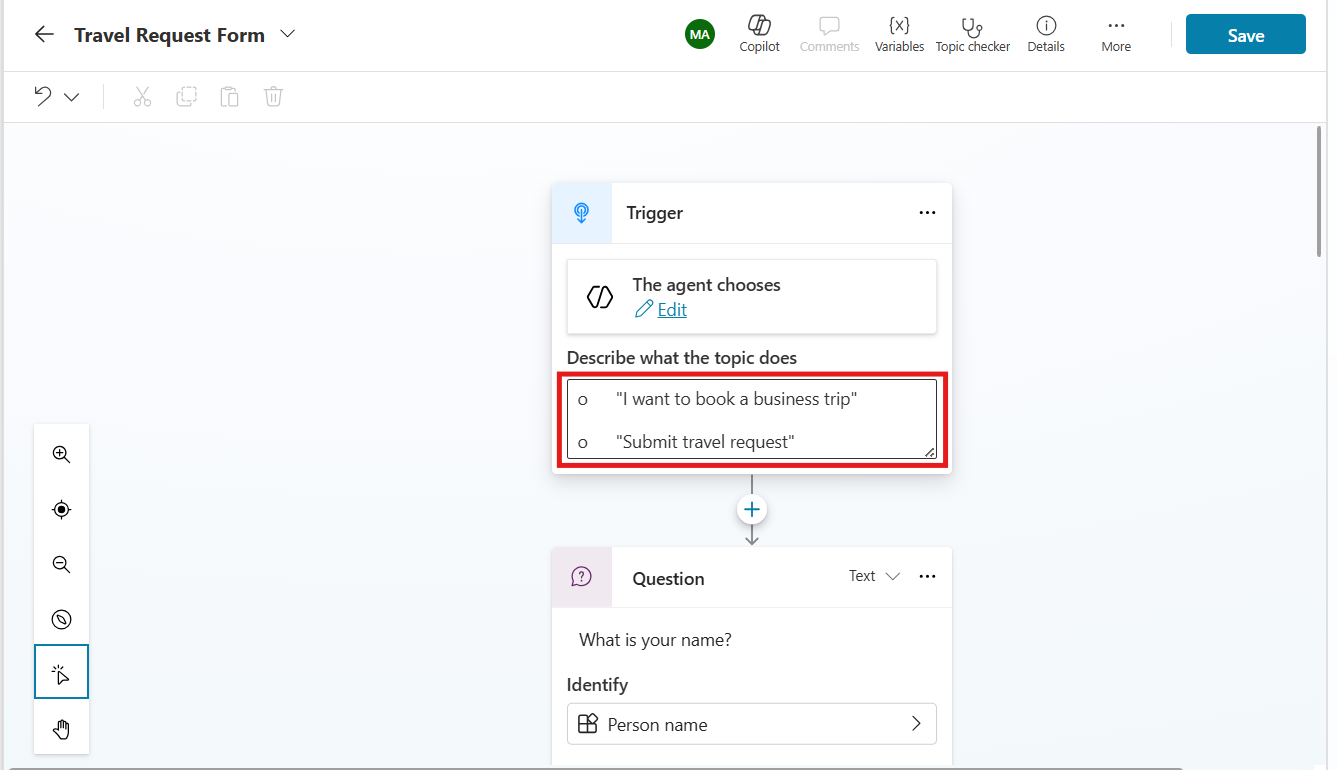 Travel Request Form
MA
Copilot
Comments
{x}
Variables
Topic checker
Details
More
Save
Trigger
The agent chooses
Edit
Describe what the topic does
o "I want to book a business trip"
o "Submit travel request"
Question
Text
What is your name?
Identify
Person name